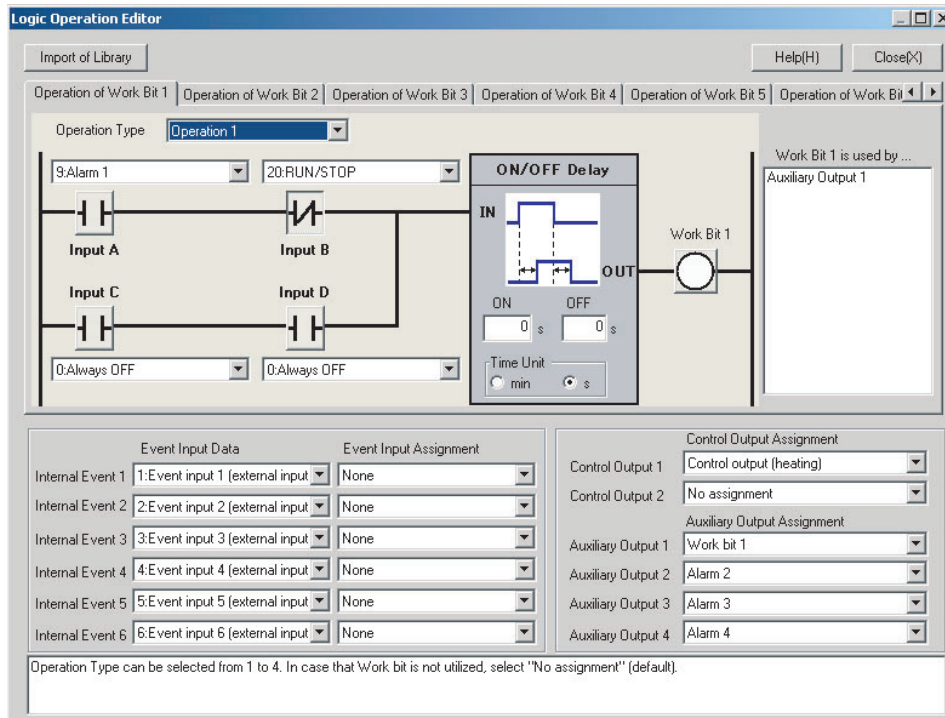 Logic Operation Editor
Import of Library
Help(H)
Close(X)
Operation of Work Bit 1
Operation of Work Bit 2
Operation of Work Bit 3
Operation of Work Bit 4
Operation of Work Bit 5
Operation of Work Bit
Operation Type
Operation 1
9:Alarm 1
20:RUN/STOP
Input A
Input B
Input C
Input D
0:Always OFF
0:Always OFF
ON/OFF Delay
IN
OUT
ON
OFF
0 s
0 s
Time Unit
min
s
Work Bit 1
Work Bit 1 is used by ...
Auxiliary Output 1
Event Input Data
Event Input Assignment
Internal Event 1
1:Event input 1 (external input
None
Internal Event 2
2:Event input 2 (external input
None
Internal Event 3
3:Event input 3 (external input
None
Internal Event 4
4:Event input 4 (external input
None
Internal Event 5
5:Event input 5 (external input
None
Internal Event 6
6:Event input 6 (external input
None
Control Output Assignment
Control Output 1
Control output (heating)
Control Output 2
No assignment
Auxiliary Output Assignment
Auxiliary Output 1
Work bit 1
Auxiliary Output 2
Alarm 2
Auxiliary Output 3
Alarm 3
Auxiliary Output 4
Alarm 4
Operation Type can be selected from 1 to 4. In case that Work bit is not utilized, select "No assignment" (default).